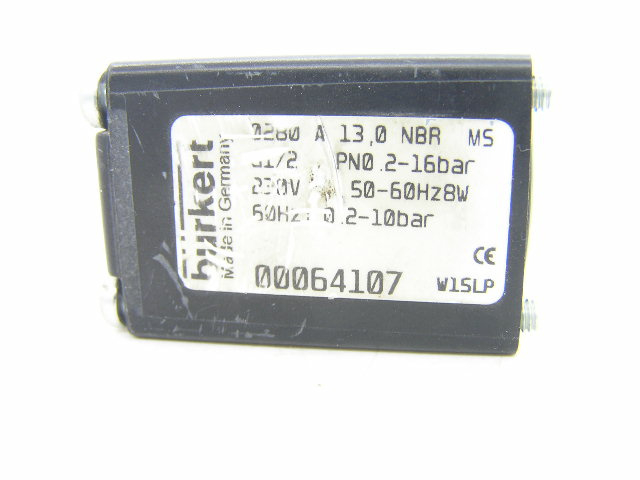 bürkert
Made in Germany
0280 A 13,0 NBR MS
G1/2 PN0.2-16bar
230V 50-60Hz8W
60Hz: 0.2-10bar
00064107
CE
W15LP